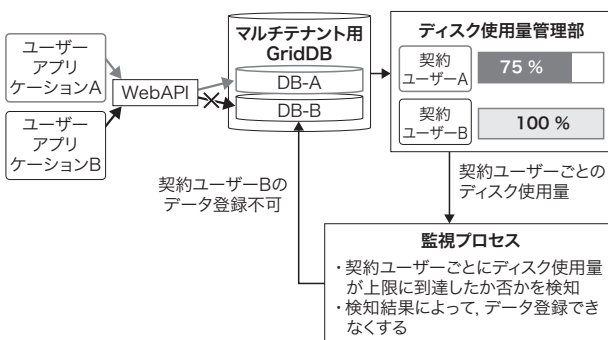 ユーザー
アプリ
ケーションA
ユーザー
アプリ
ケーションB
WebAPI
マルチテナント用
GridDB
DB-A
DB-B
ディスク使用量管理部
契約
ユーザーA
75 %
契約
ユーザーB
100 %
契約ユーザーBの
データ登録不可
契約ユーザーごとの
ディスク使用量
監視プロセス
・契約ユーザーごとにディスク使用量
が上限に到達したか否かを検知
・検知結果によって，データ登録でき
なくする